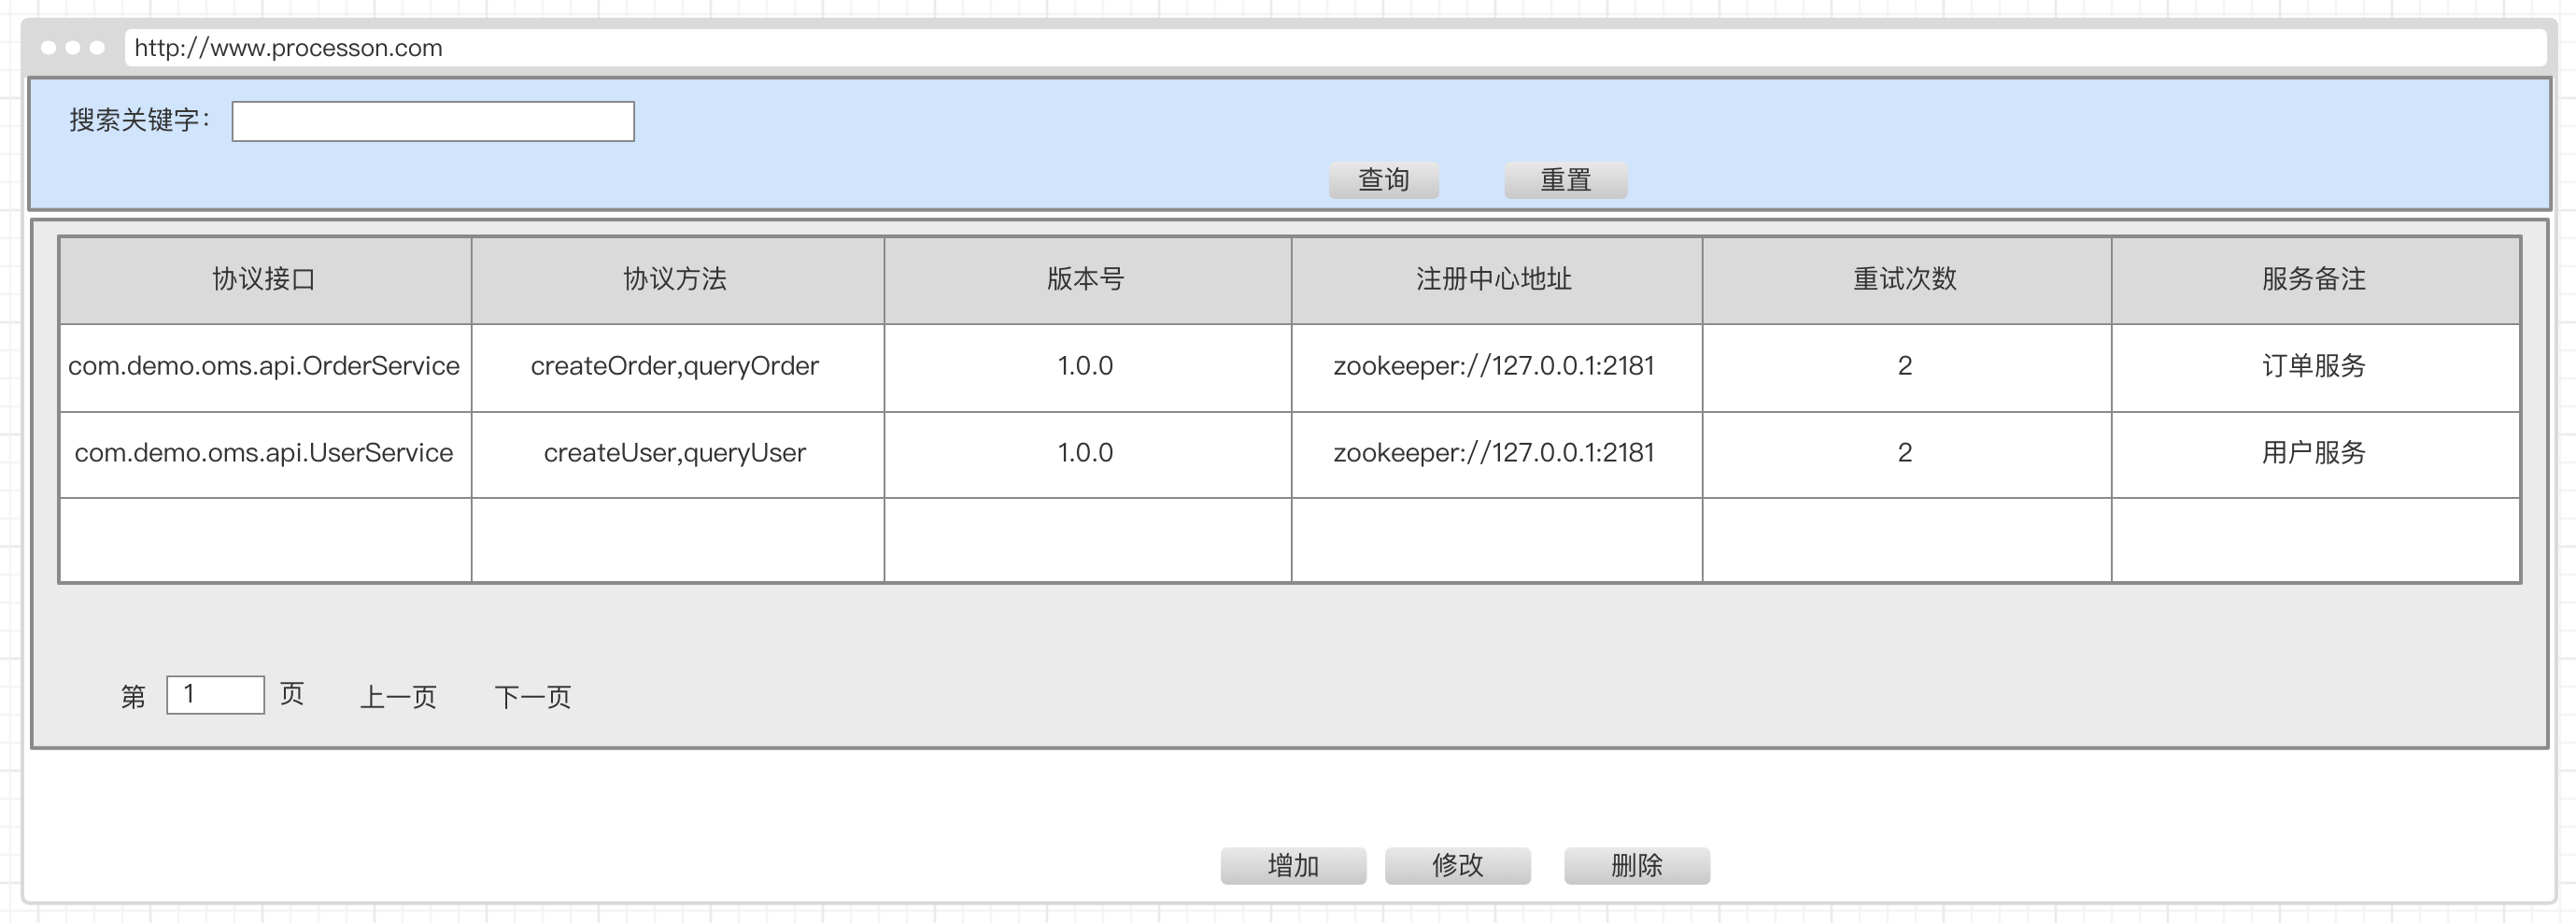 http://www.processon.com
搜索关键字：
查询 重置
协议接口 协议方法 版本号 注册中心地址 重试次数 服务备注
com.demo.oms.api.OrderService createOrder,queryOrder 1.0.0 zookeeper://127.0.0.1:2181 2 订单服务
com.demo.oms.api.UserService createUser,queryUser 1.0.0 zookeeper://127.0.0.1:2181 2 用户服务
第 1 页 上一页 下一页
增加 修改 删除